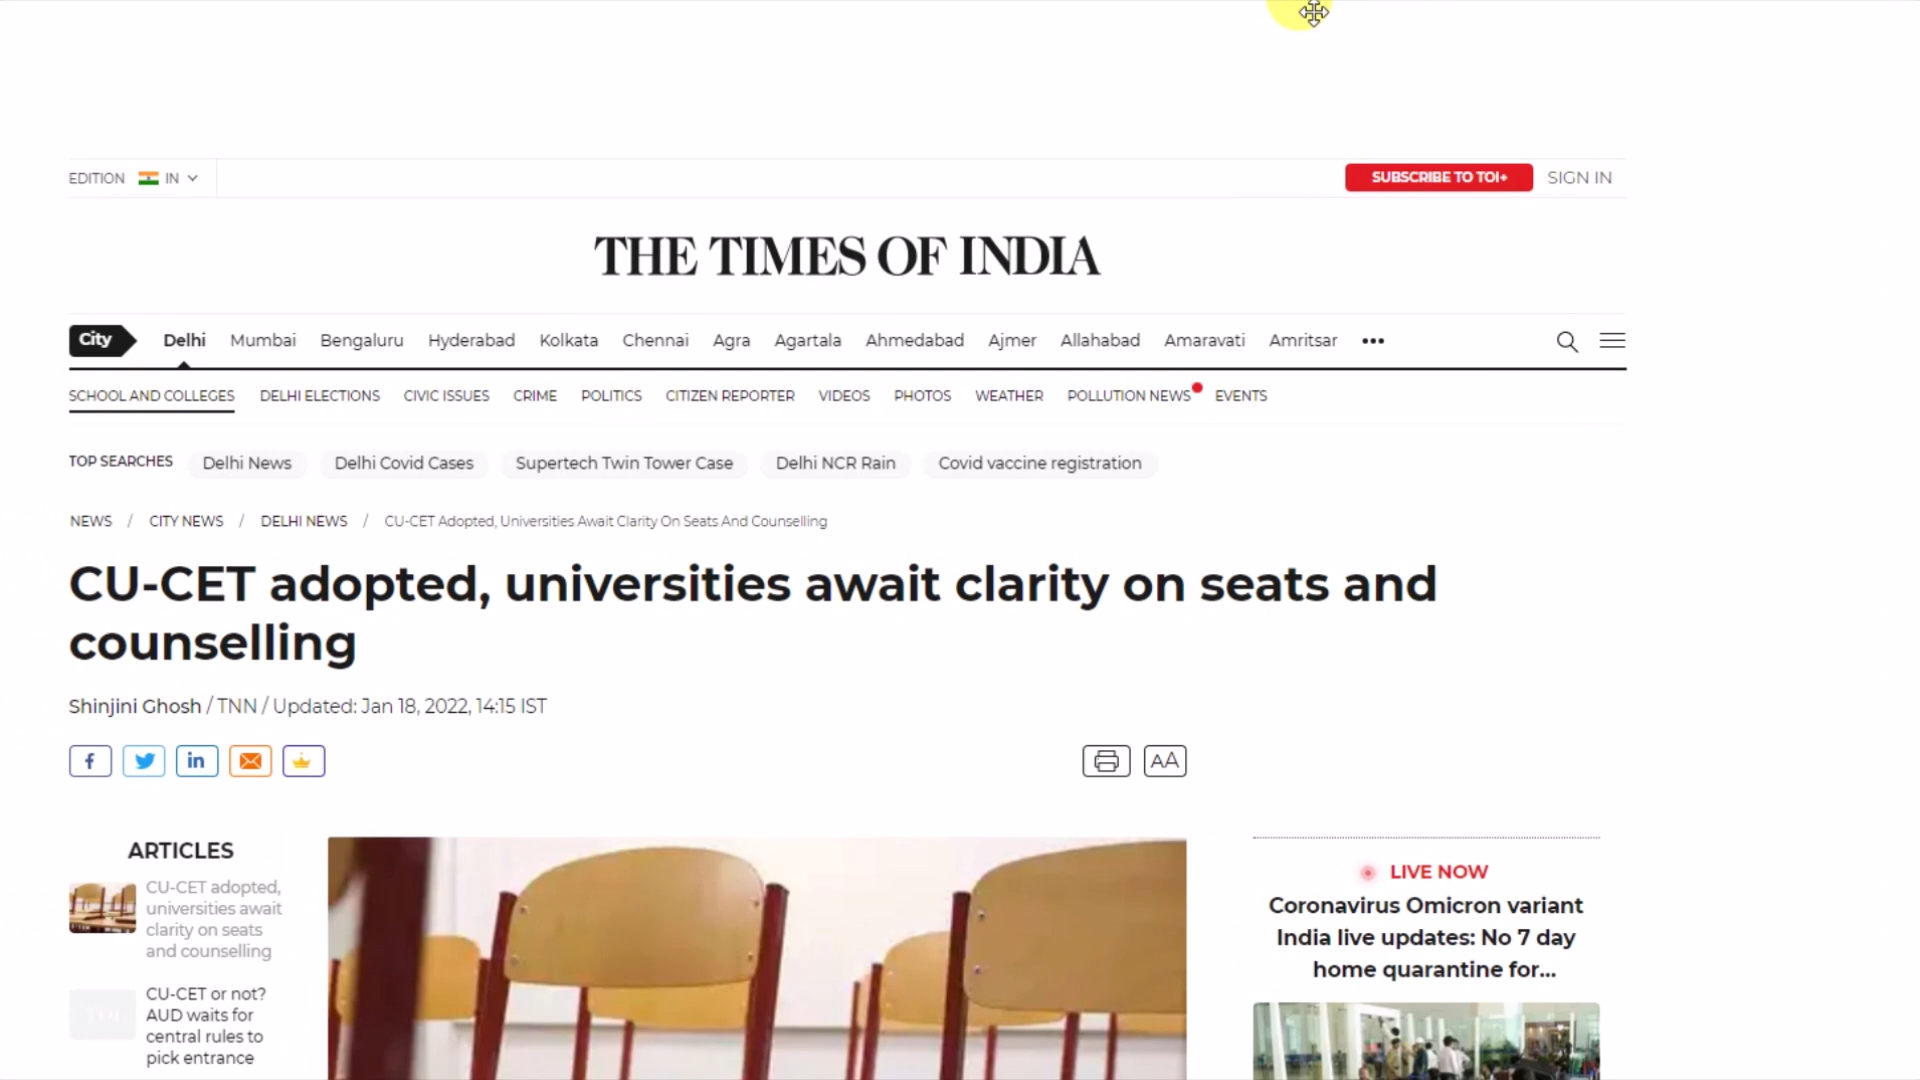 EDITION IN
SUBSCRIBE TO TOI+ SIGN IN
THE TIMES OF INDIA
City Delhi Mumbai Bengaluru Hyderabad Kolkata Chennai Agra Agartala Ahmedabad Ajmer Allahabad Amaravati Amritsar •••
SCHOOL AND COLLEGES DELHI ELECTIONS CIVIC ISSUES CRIME POLITICS CITIZEN REPORTER VIDEOS PHOTOS WEATHER POLLUTION NEWS EVENTS
TOP SEARCHES Delhi News Delhi Covid Cases Supertech Twin Tower Case Delhi NCR Rain Covid vaccine registration
NEWS / CITY NEWS / DELHI NEWS / CU-CET Adopted, Universities Await Clarity On Seats And Counselling
CU-CET adopted, universities await clarity on seats and
counselling
Shinjini Ghosh / TNN / Updated: Jan 18, 2022, 14:15 IST
f in AA
ARTICLES
CU-CET adopted,
universities await
clarity on seats
and counselling
CU-CET or not?
AUD waits for
central rules to
pick entrance
LIVE NOW
Coronavirus Omicron variant
India live updates: No 7 day
home quarantine for...